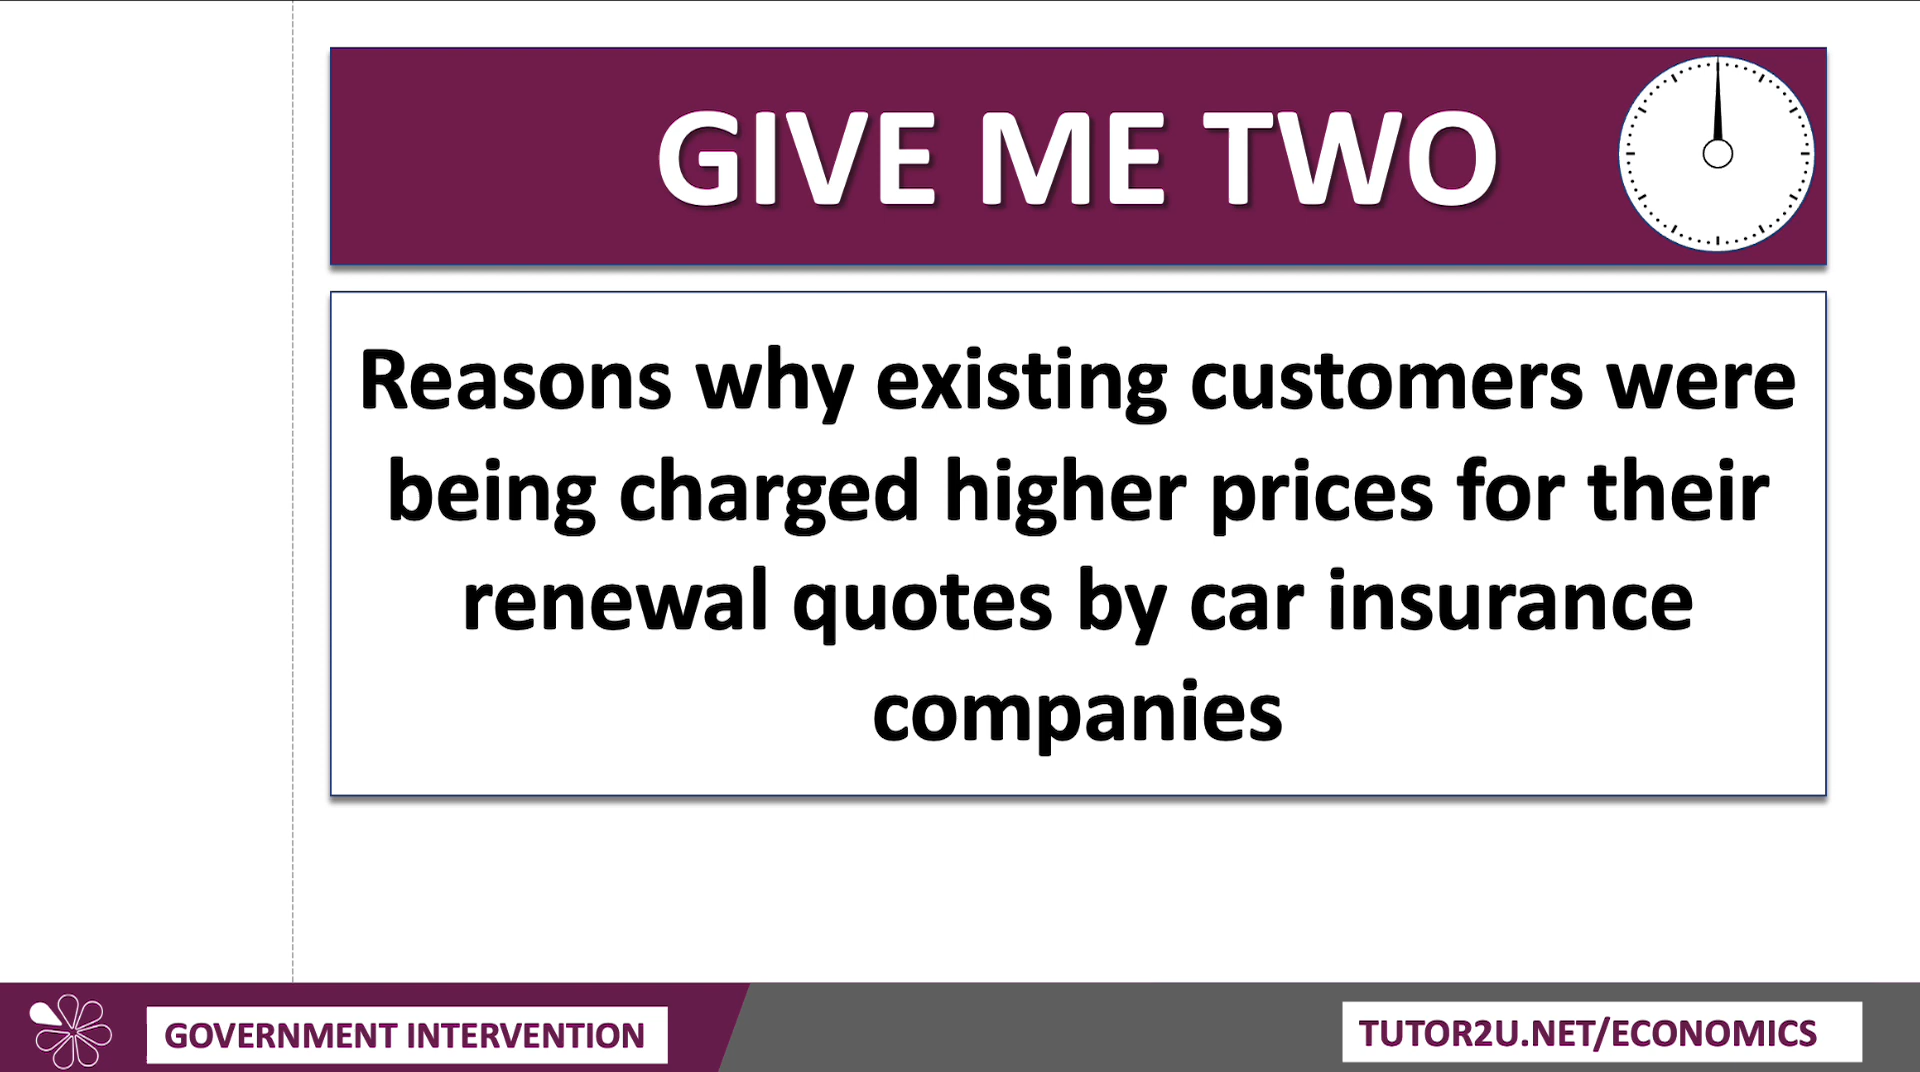 GIVE ME TWO
Reasons why existing customers were
being charged higher prices for their
renewal quotes by car insurance
companies
GOVERNMENT INTERVENTION
TUTOR2U.NET/ECONOMICS